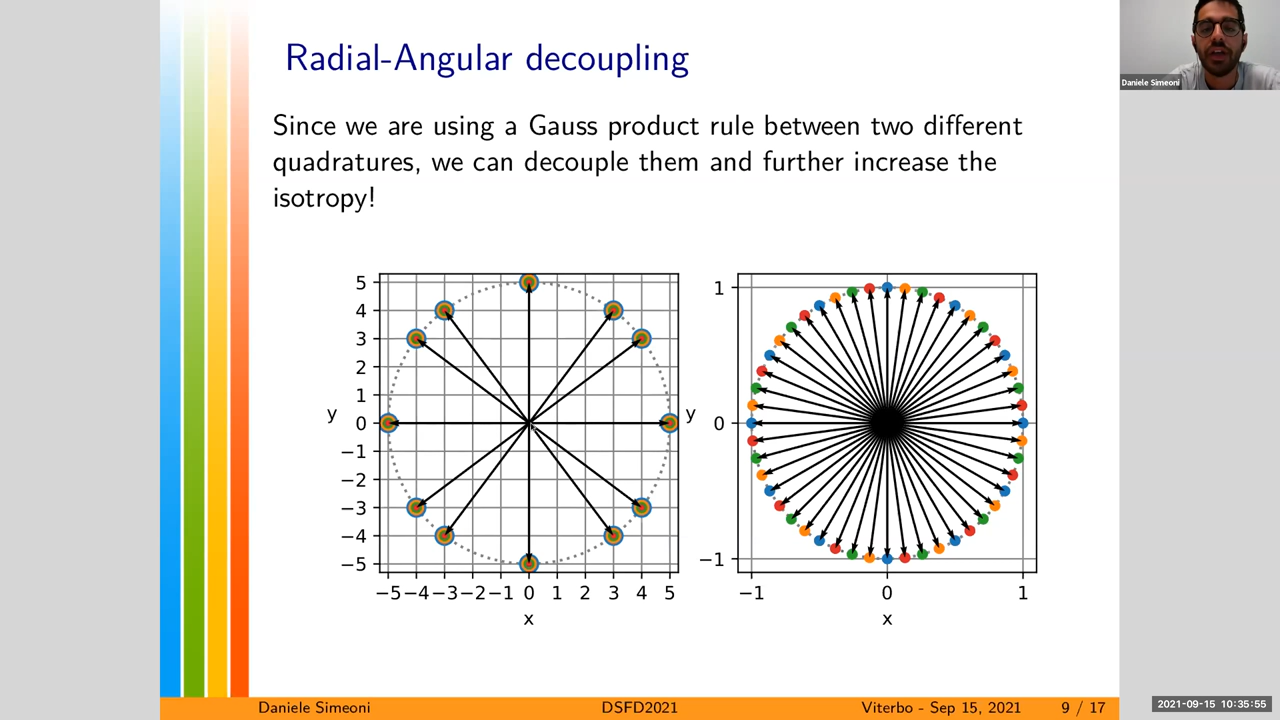 Radial-Angular decoupling
Since we are using a Gauss product rule between two different
quadratures, we can decouple them and further increase the
isotropy!
5
4
3
2
1
0
−1
−2
−3
−4
−5
y
−5 −4 −3 −2 −1 0 1 2 3 4 5
x
1
0
−1
y
−1 0 1
x
Daniele Simeoni
Daniele Simeoni DSFD2021 Viterbo - Sep 15, 2021 9 / 17
2021-09-15 10:35:55